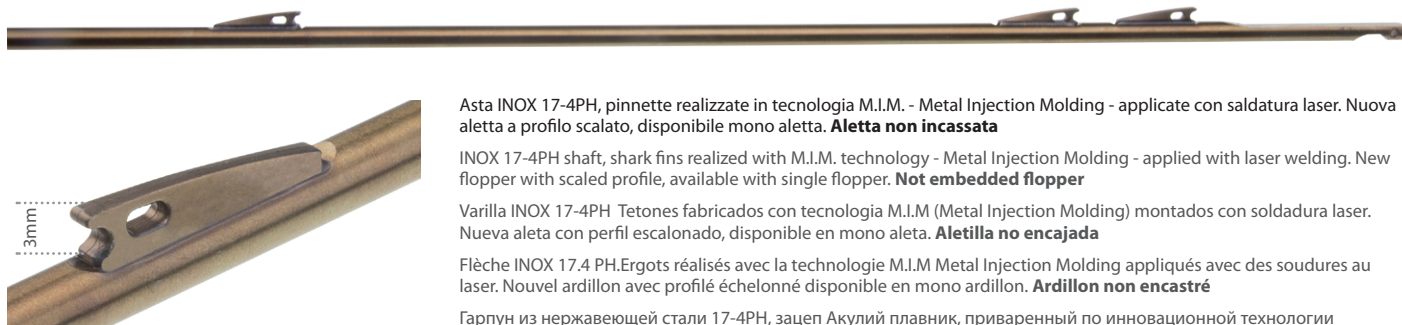 3mm
Asta INOX 17-4PH, pinnette realizzate in tecnologia M.I.M. - Metal Injection Molding - applicate con saldatura laser. Nuova
aletta a profilo scalato, disponibile mono aletta. Aletta non incassata
INOX 17-4PH shaft, shark fins realized with M.I.M. technology - Metal Injection Molding - applied with laser welding. New
flopper with scaled profile, available with single flopper. Not embedded flopper
Varilla INOX 17-4PH Tetones fabricados con tecnologia M.I.M (Metal Injection Molding) montados con soldadura laser.
Nueva aleta con perfil escalonado, disponible en mono aleta. Aletilla no encajada
Flèche INOX 17.4 PH.Ergots réalisés avec la technologie M.I.M Metal Injection Molding appliqués avec des soudures au
laser. Nouvel ardillon avec profilé échelonné disponible en mono ardillon. Ardillon non encastré
Гарпун из нержавеющей стали 17-4PH, зацеп Акулий плавник, приваренный по инновационной технологии